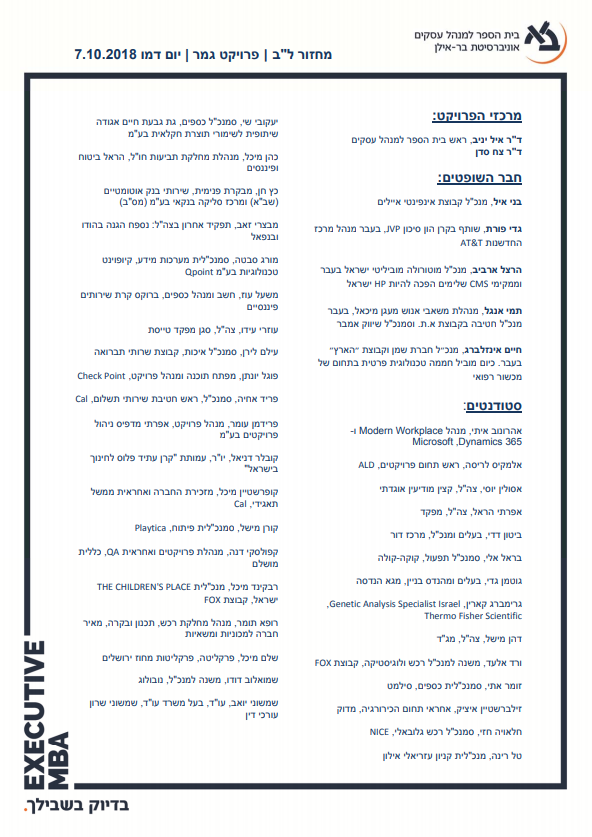 בית הספר למנהל עסקים
אוניברסיטת בר-אילן
מחזור ל"ב | פרויקט גמר | יום דמו 7.10.2018
מרכזי הפרויקט:
ד"ר איל יניב, ראש בית הספר למנהל עסקים
ד"ר צח סדן
חבר השופטים:
בני איל, מנכ"ל קבוצת אינפיניטי איילים
גדי פורת, שותף בקרן הון סיכון JVP, בעבר מנהל מרכז
החדשנות AT&T
הרצל ארביב, מנכ"ל מוטורולה מוביליטי ישראל בעבר
וממקימי CMS שלימים הפכה להיות HP ישראל
תמי אנגל, מנהלת משאבי אנוש מעגן מיכאל, בעבר
מנכ"ל חטיבה בקבוצת א.ת. וסמנכ"ל שיווק אמבר
חיים אינזלברג, מנכ״ל חברת שמן וקבוצת ״הארץ״
בעבר. כיום מוביל חממה טכנולוגית פרטית בתחום של
מכשור רפואי
סטודנטים:
אהרונוב איתי, מנהל Modern Workplace ו-
Microsoft ,Dynamics 365
אלמקיס לריסה, ראש תחום פרויקטים, ALD
אסולין יוסי, צה"ל, קצין מודיעין אוגדתי
אפרתי הראל, צה"ל, מפקד
ביטון דדי, בעלים ומנכ"ל, מרכז דור
בראל אלי, סמנכ"ל תפעול, קוקה-קולה
גוטמן גדי, בעלים ומהנדס בניין, מגא הנדסה
גרימברג קארין, Genetic Analysis Specialist Israel,
Thermo Fisher Scientific
דהן מישל, צה"ל, מג"ד
ורד אלעד, משנה למנכ"ל רכש ולוגיסטיקה, קבוצת FOX
זומר אתי, סמנכ"לית כספים, סילמט
זילברשטיין איציק, אחראי תחום הכירורגיה, מדוק
חלאויה חזי, סמנכ"ל רכש גלובאלי, NICE
טל רינה, מנכ"לית קניון עזריאלי אילון
יעקובי שי, סמנכ"ל כספים, גת גבעת חיים אגודה
שיתופית לשימורי תוצרת חקלאית בע"מ
כהן מיכל, מנהלת מחלקת תביעות חו"ל, הראל ביטוח
ופיננסים
כץ חן, מבקרת פנימית, שירותי בנק אוטומטיים
(שב"א) ומרכז סליקה בנקאי בע"מ (מס"ב)
מבצרי זאב, תפקיד אחרון בצה"ל: נספח הגנה בהודו
ובנפאל
מורג סבטה, סמנכ"לית מערכות מידע, קיופוינט
טכנולוגיות בע"מ Qpoint
משעל עוז, חשב ומנהל כספים, ברוקס קרת שירותים
פיננסיים
עוזרי עידו, צה"ל, סגן מפקד טייסת
עילם לירן, סמנכ"ל איכות, קבוצת שרותי תברואה
פוגל יונתן, מפתח תוכנה ומנהל פרויקט, Check Point
פריד אחיה, סמנכ"ל, ראש חטיבת שירותי תשלום, Cal
פרידמן עומר, מנהל פרויקט, אפרתי מדפיס ניהול
פרויקטים בע"מ
קובלר דניאל, יו"ר, עמותת "קרן עתיד פלוס לחינוך
בישראל"
קופרשטיין מיכל, מזכירת החברה ואחראית ממשל
תאגידי, Cal
קורן מישל, סמנכ"לית פיתוח, Playtica
קפולסקי דנה, מנהלת פרויקטים ואחראית QA, כללית
מושלם
רבקינד מיכל, מנכ"לית THE CHILDREN'S PLACE
ישראל, קבוצת FOX
רופא תומר, מנהל מחלקת רכש, תכנון ובקרה, מאיר
חברה למכוניות ומשאיות
שלם מיכל, פרקליטה, פרקליטות מחוז ירושלים
שמואלוב דודו, משנה למנכ"ל, נובולוג
שמשוני יואב, עו"ד, בעל משרד עו"ד, שמשוני שרון
עורכי דין
EXECUTIVE
MBA
בדיוק בשבילך.